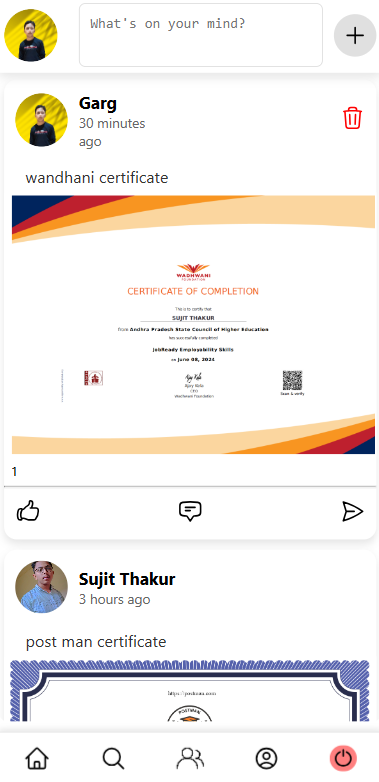 What's on your mind?
Garg
30 minutes
ago
wandhani certificate
WADHWANI
FOUNDATION
CERTIFICATE OF COMPLETION
This is to certify that
SUJIT THAKUR
from Andhra Pradesh State Council of Higher Education
has successfully completed
JobReady Employability Skills
on June 08, 2024
Ajay Kela
CEO
Wadhwani Foundation
Scan & verify
1
Sujit Thakur
3 hours ago
post man certificate
https://postman.com
POSTMAN